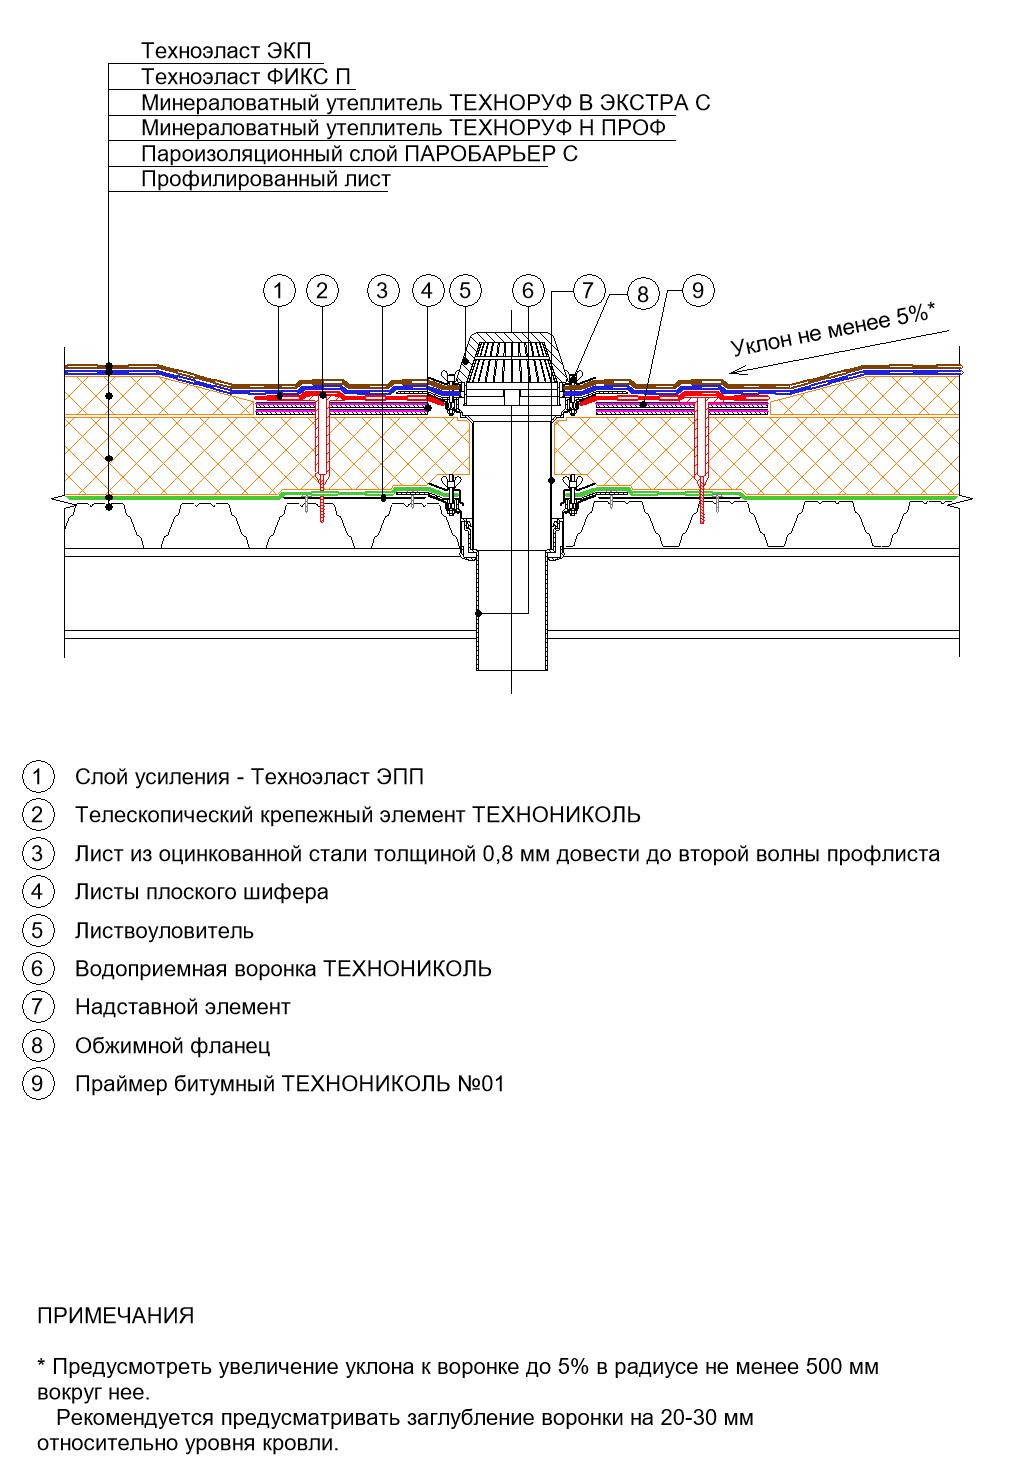 Техноэласт ЭКП
Техноэласт ФИКС П
Минераловатный утеплитель ТЕХНОРУФ В ЭКСТРА С
Минераловатный утеплитель ТЕХНОРУФ Н ПРОФ
Пароизоляционный слой ПАРОБАРЬЕР С
Профилированный лист
1 2 3 4 5 6 7 8 9
Уклон не менее 5%*
1 Слой усиления - Техноэласт ЭПП
2 Телескопический крепежный элемент ТЕХНОНИКОЛЬ
3 Лист из оцинкованной стали толщиной 0,8 мм довести до второй волны профлиста
4 Листы плоского шифера
5 Листвоуловитель
6 Водоприемная воронка ТЕХНОНИКОЛЬ
7 Надставной элемент
8 Обжимной фланец
9 Праймер битумный ТЕХНОНИКОЛЬ №01
ПРИМЕЧАНИЯ
* Предусмотреть увеличение уклона к воронке до 5% в радиусе не менее 500 мм
вокруг нее.
Рекомендуется предусматривать заглубление воронки на 20-30 мм
относительно уровня кровли.